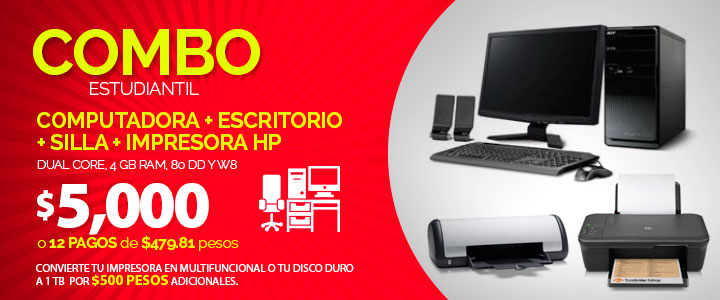 COMBO
ESTUDIANTIL
COMPUTADORA + ESCRITORIO
+ SILLA + IMPRESORA HP
DUAL CORE, 4 GB RAM, 80 DD Y W8
$5,000
o 12 PAGOS de $479.81 pesos
CONVIERTE TU IMPRESORA EN MULTIFUNCIONAL O TU DISCO DURO
A 1 TB POR $500 PESOS ADICIONALES.